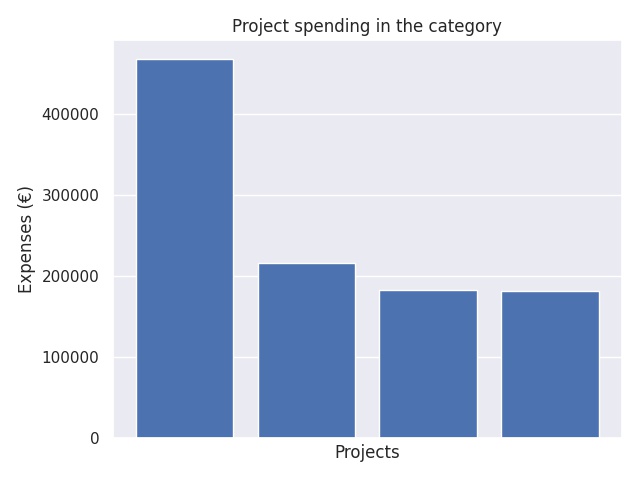 Project spending in the category
400000
300000
200000
100000
0
Expenses (€)
Projects